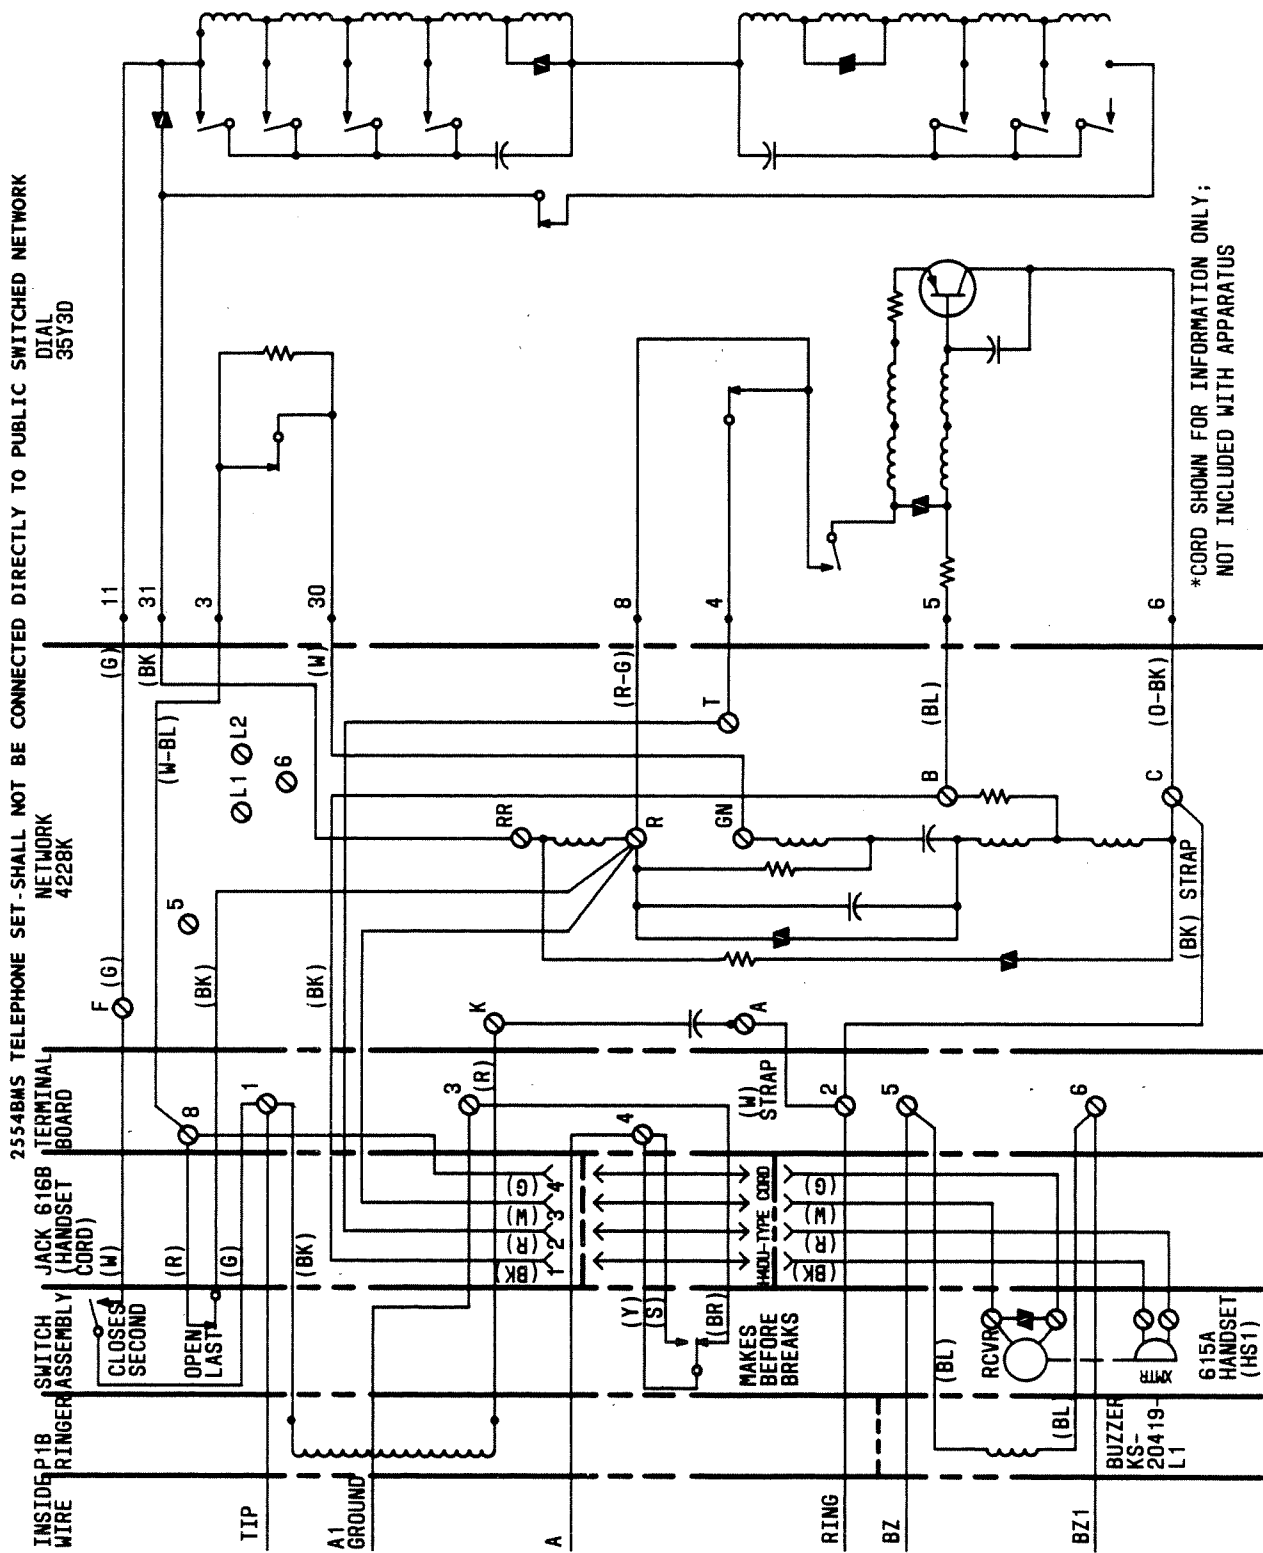 2554BMS TELEPHONE SET-SHALL NOT BE CONNECTED DIRECTLY TO PUBLIC SWITCHED NETWORK
INSIDE
WIRE
P1B
RINGER
SWITCH
ASSEMBLY
JACK 616B
(HANDSET
CORD)
TERMINAL
BOARD
NETWORK
4228K
DIAL
35Y3D
CLOSES
SECOND
(W)
F
(G)
(G)
11
(BK
31
(W-BL)
3
(W)
30
OPEN
LAST
(R)
(G)
8
5
(BK)
L1
L2
6
TIP
(BK)
1
(BK)
RR
A1
GROUND
3
(R)
K
R
(R-G)
8
(BK)
(R)
(W)
(G)
1
2
3
4
A
(Y)
(S)
4
GN
T
4
(BR)
MAKES
BEFORE
BREAKS
HADU-TYPE CORD
(W)
STRAP
A
(BK)
(R)
(W)
(G)
RING
2
BZ
5
B
(BL)
5
(BL)
RCVR
BZ1
(BL
6
C
(O-BK)
6
(BK) STRAP
BUZZER
KS-
20419-
L1
615A
HANDSET
(HS1)
*CORD SHOWN FOR INFORMATION ONLY;
NOT INCLUDED WITH APPARATUS